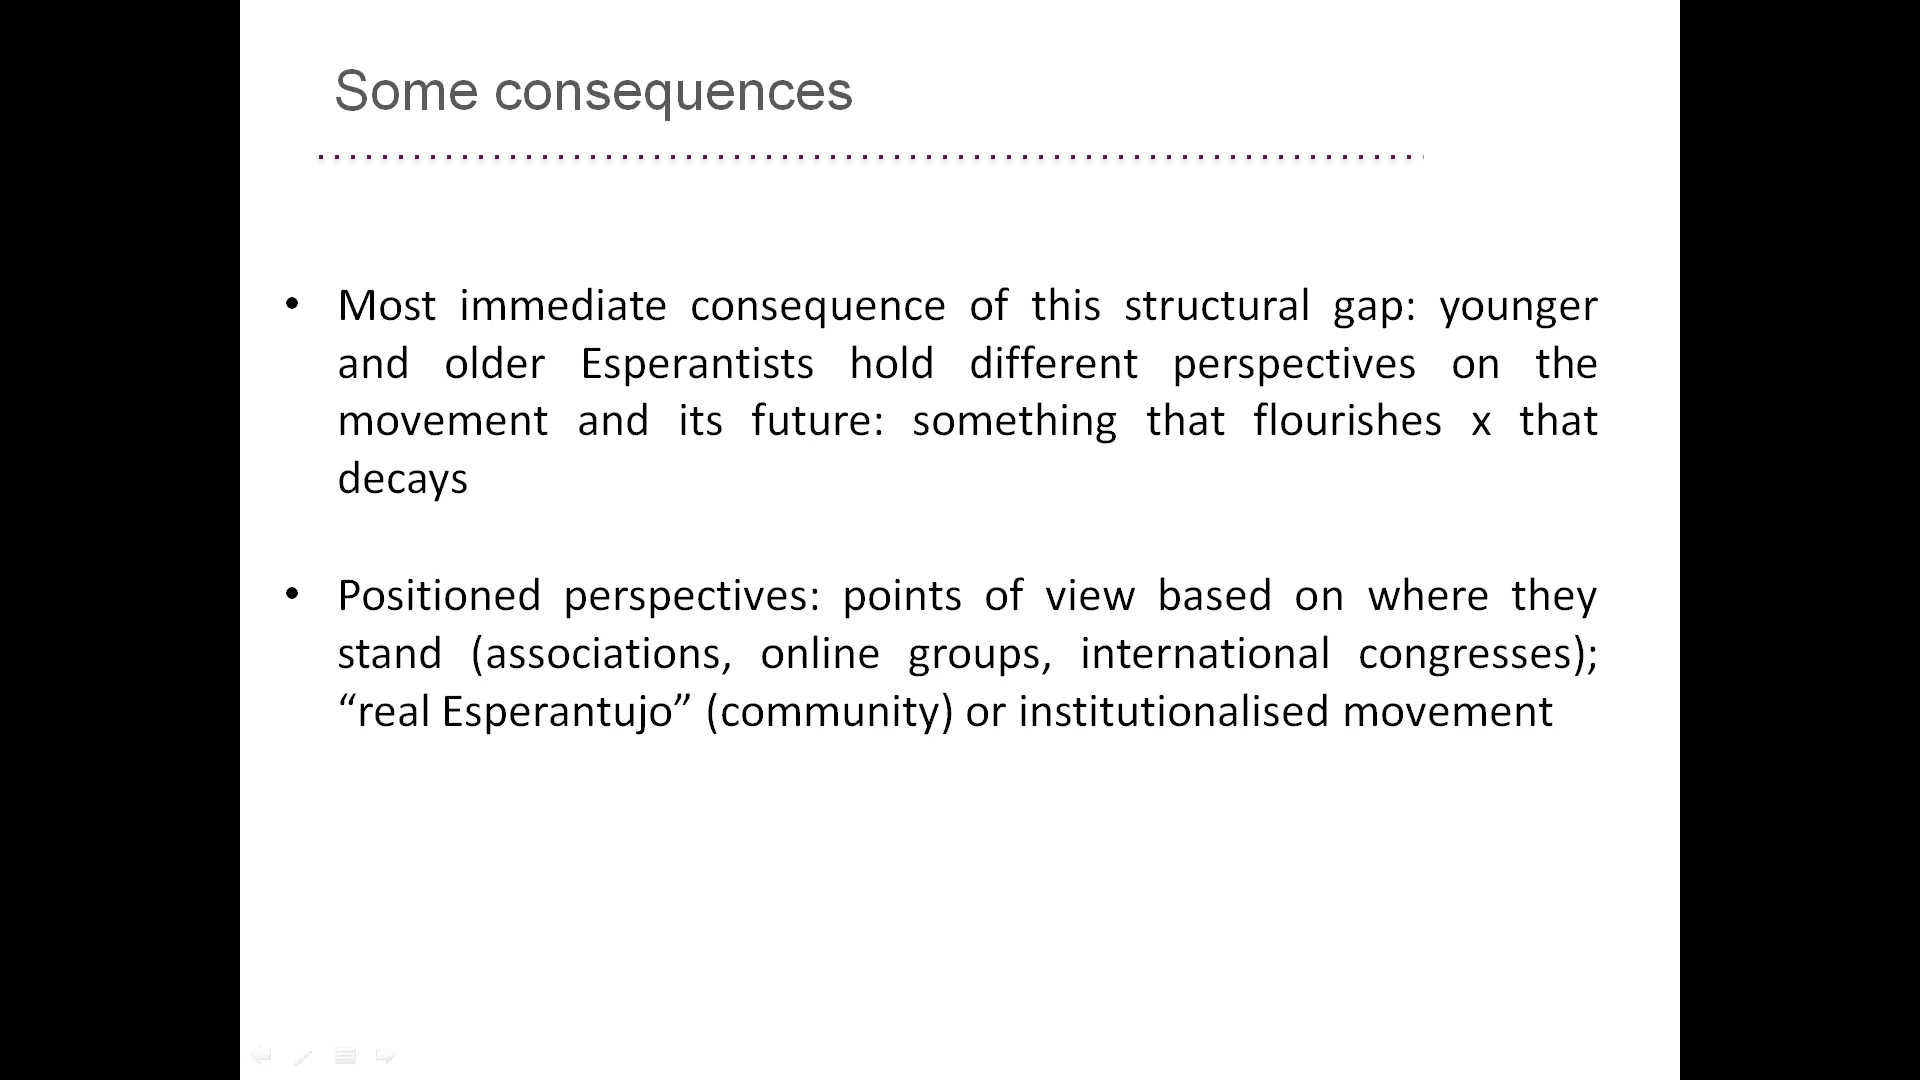 Some consequences
• Most immediate consequence of this structural gap: younger
and older Esperantists hold different perspectives on the
movement and its future: something that flourishes x that
decays
• Positioned perspectives: points of view based on where they
stand (associations, online groups, international congresses);
“real Esperantujo” (community) or institutionalised movement